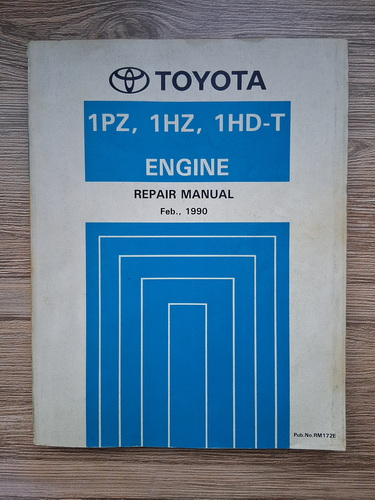 TOYOTA
1PZ, 1HZ, 1HD-T
ENGINE
REPAIR MANUAL
Feb., 1990
Pub.No.RM172E